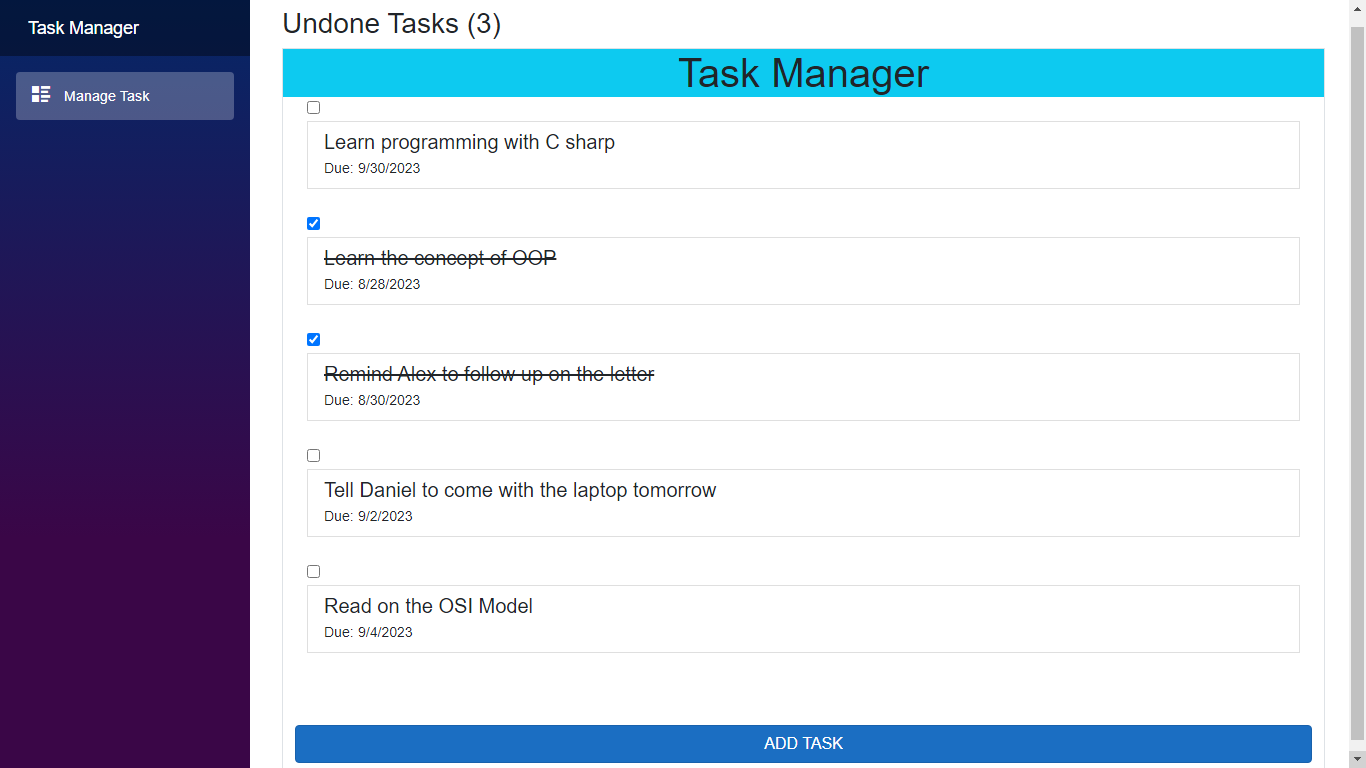 Task Manager
Manage Task
Undone Tasks (3)
Task Manager
Learn programming with C sharp
Due: 9/30/2023
Learn the concept of OOP
Due: 8/28/2023
Remind Alex to follow up on the letter
Due: 8/30/2023
Tell Daniel to come with the laptop tomorrow
Due: 9/2/2023
Read on the OSI Model
Due: 9/4/2023
ADD TASK